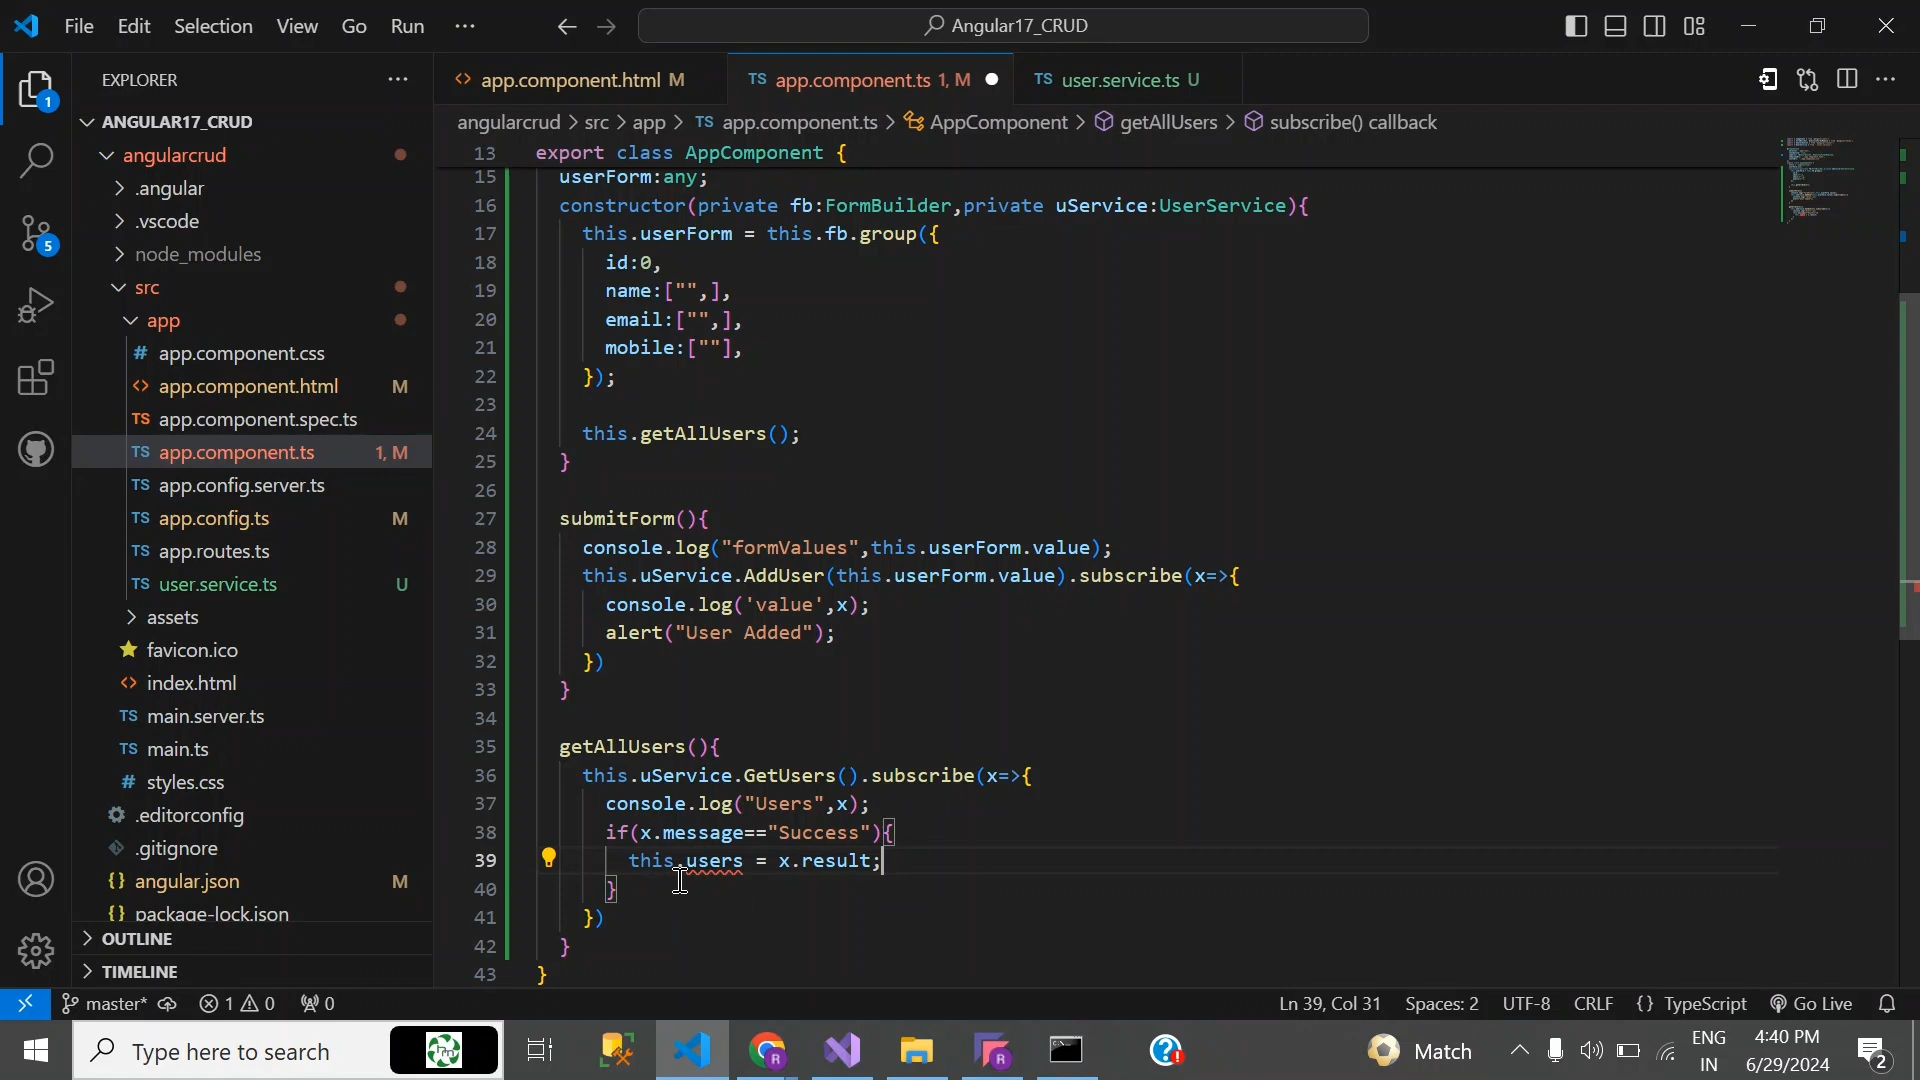 File Edit Selection View Go Run ···
Angular17_CRUD
EXPLORER
1
ANGULAR17_CRUD
angularcrud
.angular
.vscode
5
node_modules
src
app
# app.component.css
<> app.component.html M
TS app.component.spec.ts
TS app.component.ts 1, M
TS app.config.server.ts
TS app.config.ts M
TS app.routes.ts
TS user.service.ts U
assets
favicon.ico
<> index.html
TS main.server.ts
TS main.ts
# styles.css
.editorconfig
.gitignore
{} angular.json M
{} package-lock.json
OUTLINE
TIMELINE
<> app.component.html M
TS app.component.ts 1, M
TS user.service.ts U
angularcrud > src > app > TS app.component.ts > AppComponent > getAllUsers > subscribe() callback
13 export class AppComponent {
15 userForm:any;
16 constructor(private fb:FormBuilder,private uService:UserService){
17 this.userForm = this.fb.group({
18 id:0,
19 name:["",],
20 email:["",],
21 mobile:[""],
22 });
23
24 this.getAllUsers();
25 }
26
27 submitForm(){
28 console.log("formValues",this.userForm.value);
29 this.uService.AddUser(this.userForm.value).subscribe(x=>{
30 console.log('value',x);
31 alert("User Added");
32 })
33 }
34
35 getAllUsers(){
36 this.uService.GetUsers().subscribe(x=>{
37 console.log("Users",x);
38 if(x.message=="Success"){
39 this.users = x.result;
40 }
41 })
42 }
43 }
master* 1 0 0
Ln 39, Col 31 Spaces: 2 UTF-8 CRLF {} TypeScript Go Live
Type here to search
Match
ENG
IN
4:40 PM
6/29/2024
2